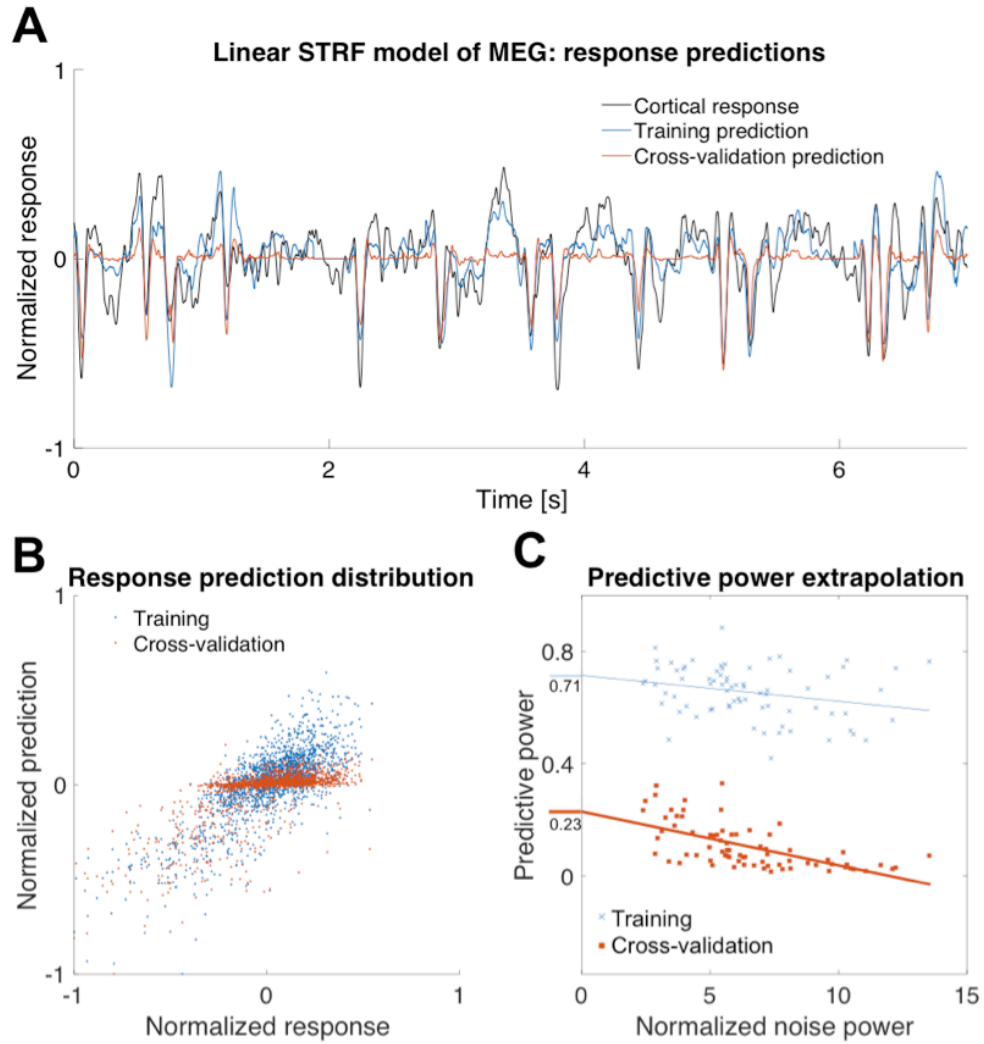 A
Linear STRF model of MEG: response predictions
1
Cortical response
Training prediction
Cross-validation prediction
Normalized response
0
-1
0 2 4 6
Time [s]
B
Response prediction distribution
1
Training
Cross-validation
Normalized prediction
0
-1
-1 0 1
Normalized response
C
Predictive power extrapolation
0.8
0.71
Predictive power
0.4
0.23
0
Training
Cross-validation
0 5 10 15
Normalized noise power